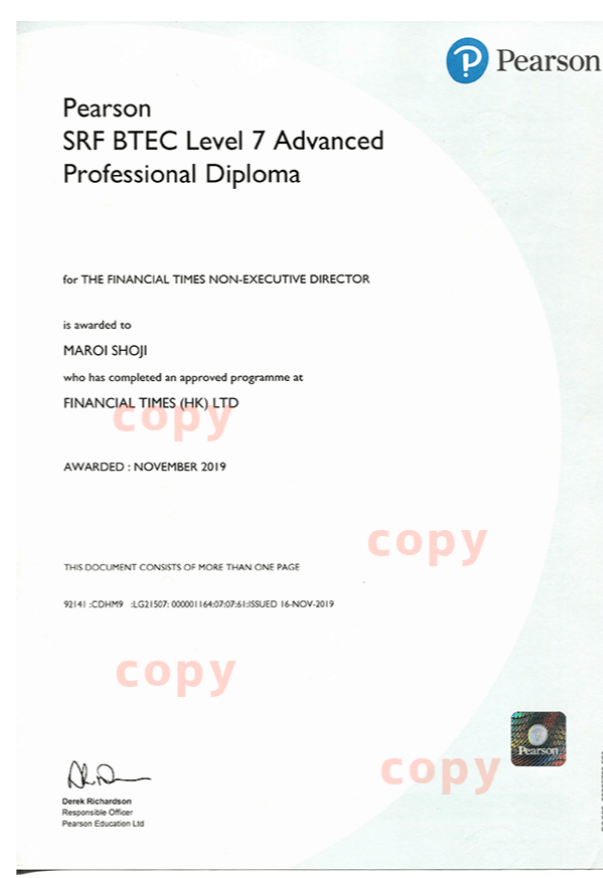 Pearson
Pearson
SRF BTEC Level 7 Advanced
Professional Diploma
for THE FINANCIAL TIMES NON-EXECUTIVE DIRECTOR
is awarded to
MAROI SHOJI
who has completed an approved programme at
FINANCIAL TIMES (HK) LTD
copy
AWARDED : NOVEMBER 2019
copy
THIS DOCUMENT CONSISTS OF MORE THAN ONE PAGE
92141 :CDHM9 :LG21507: 000001164:07:07:61:ISSUED 16-NOV-2019
copy
Pearson
copy
Derek Richardson
Responsible Officer
Pearson Education Ltd